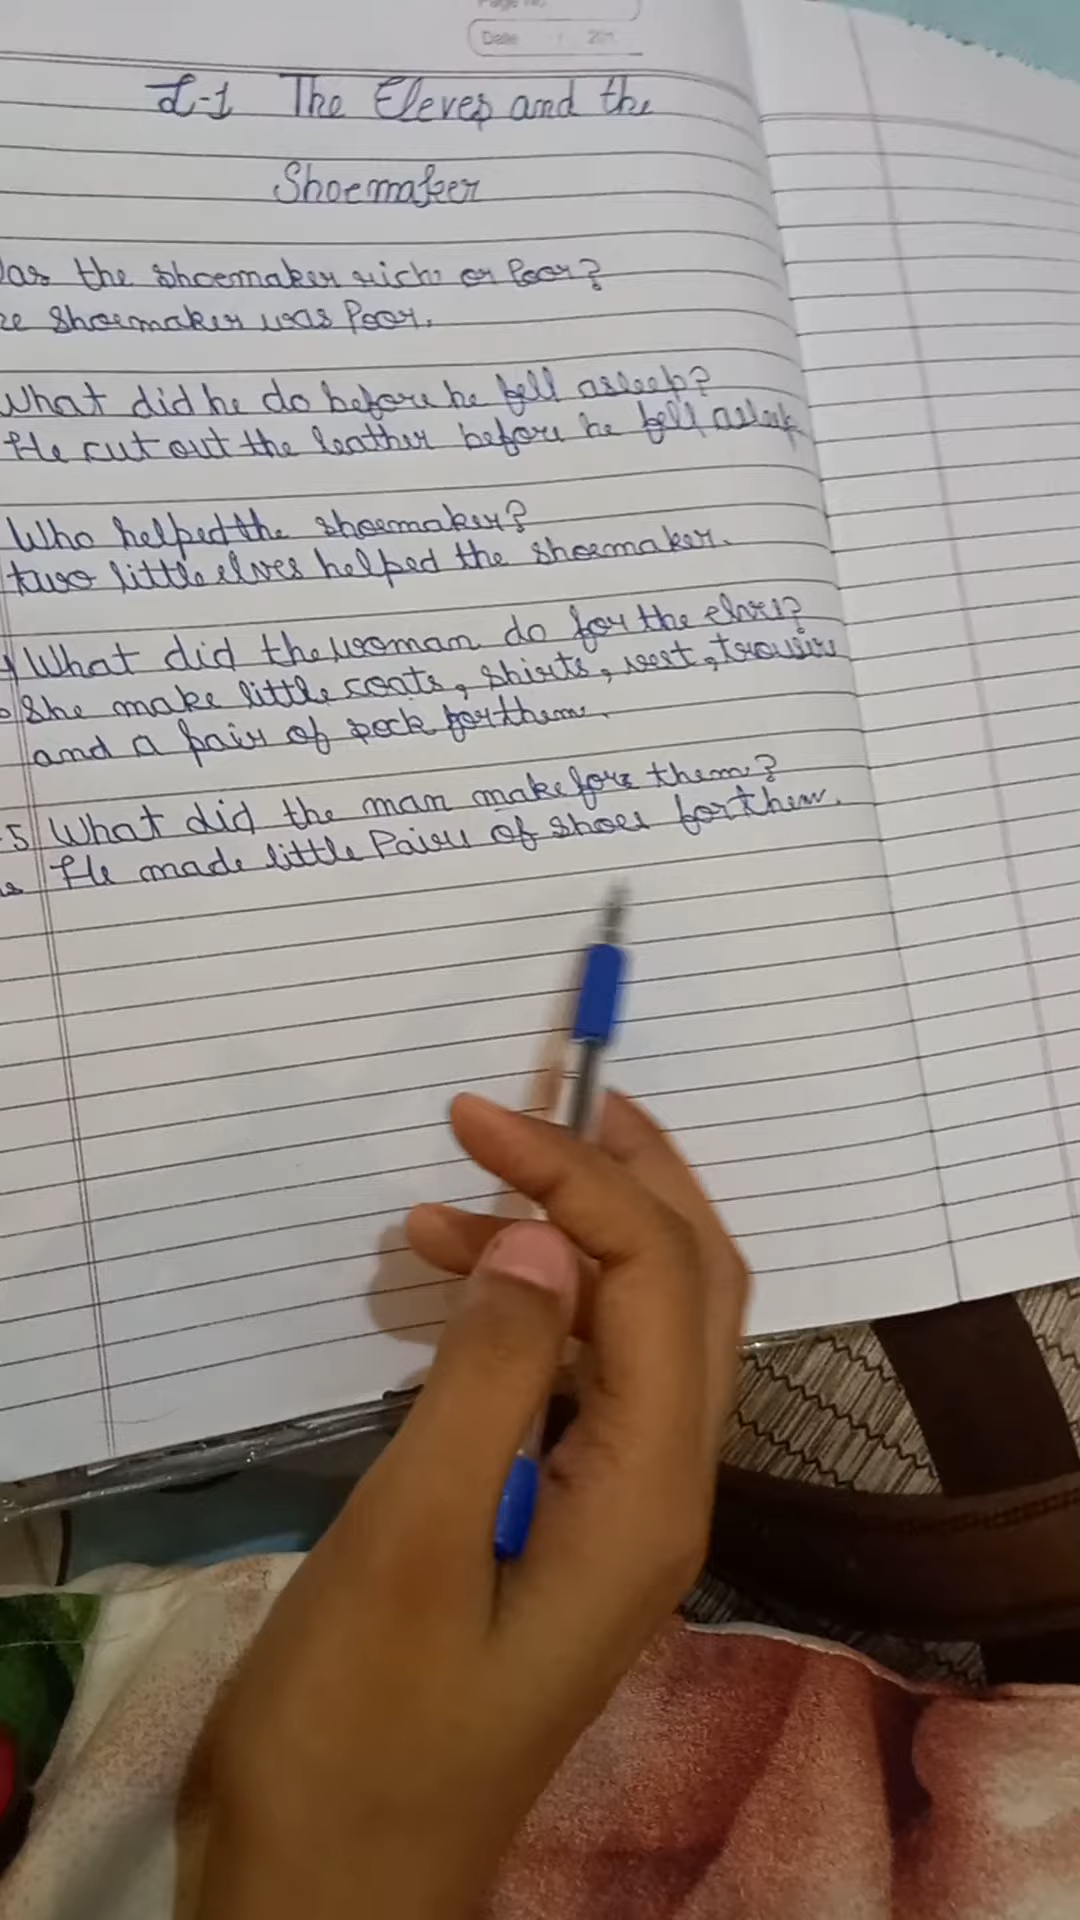 Date 201
L-1 The Eleves and the
Shoemaker
as the shoemaker rich or Poor?
Shoemaker was Poor.
What did he do before he fell asleep?
He cut out the leather before he fell asleep
Who helped the shoemaker?
two little elves helped the shoemaker.
What did the woman do for the elves?
She make little coats, shirts, vest, trousers
and a pair of sock for them.
5 What did the man make for them?
He made little Pairs of shoes for them.